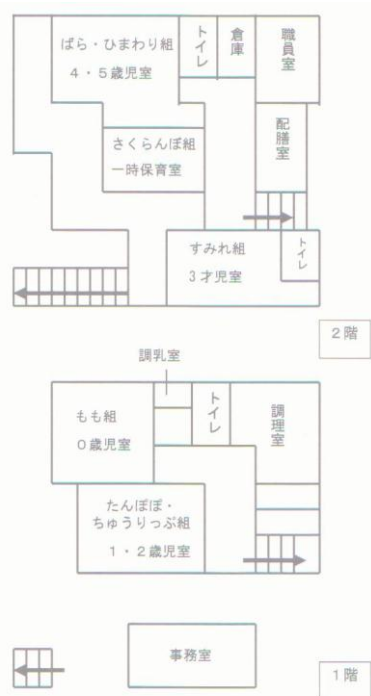 ばら・ひまわり組
4・5歳児室
トイレ
倉庫
職員室
さくらんぼ組
一時保育室
配膳室
すみれ組
3才児室
トイレ
2階
調乳室
もも組
0歳児室
トイレ
調理室
たんぽぽ・
ちゅうりっぷ組
1・2歳児室
事務室
1階